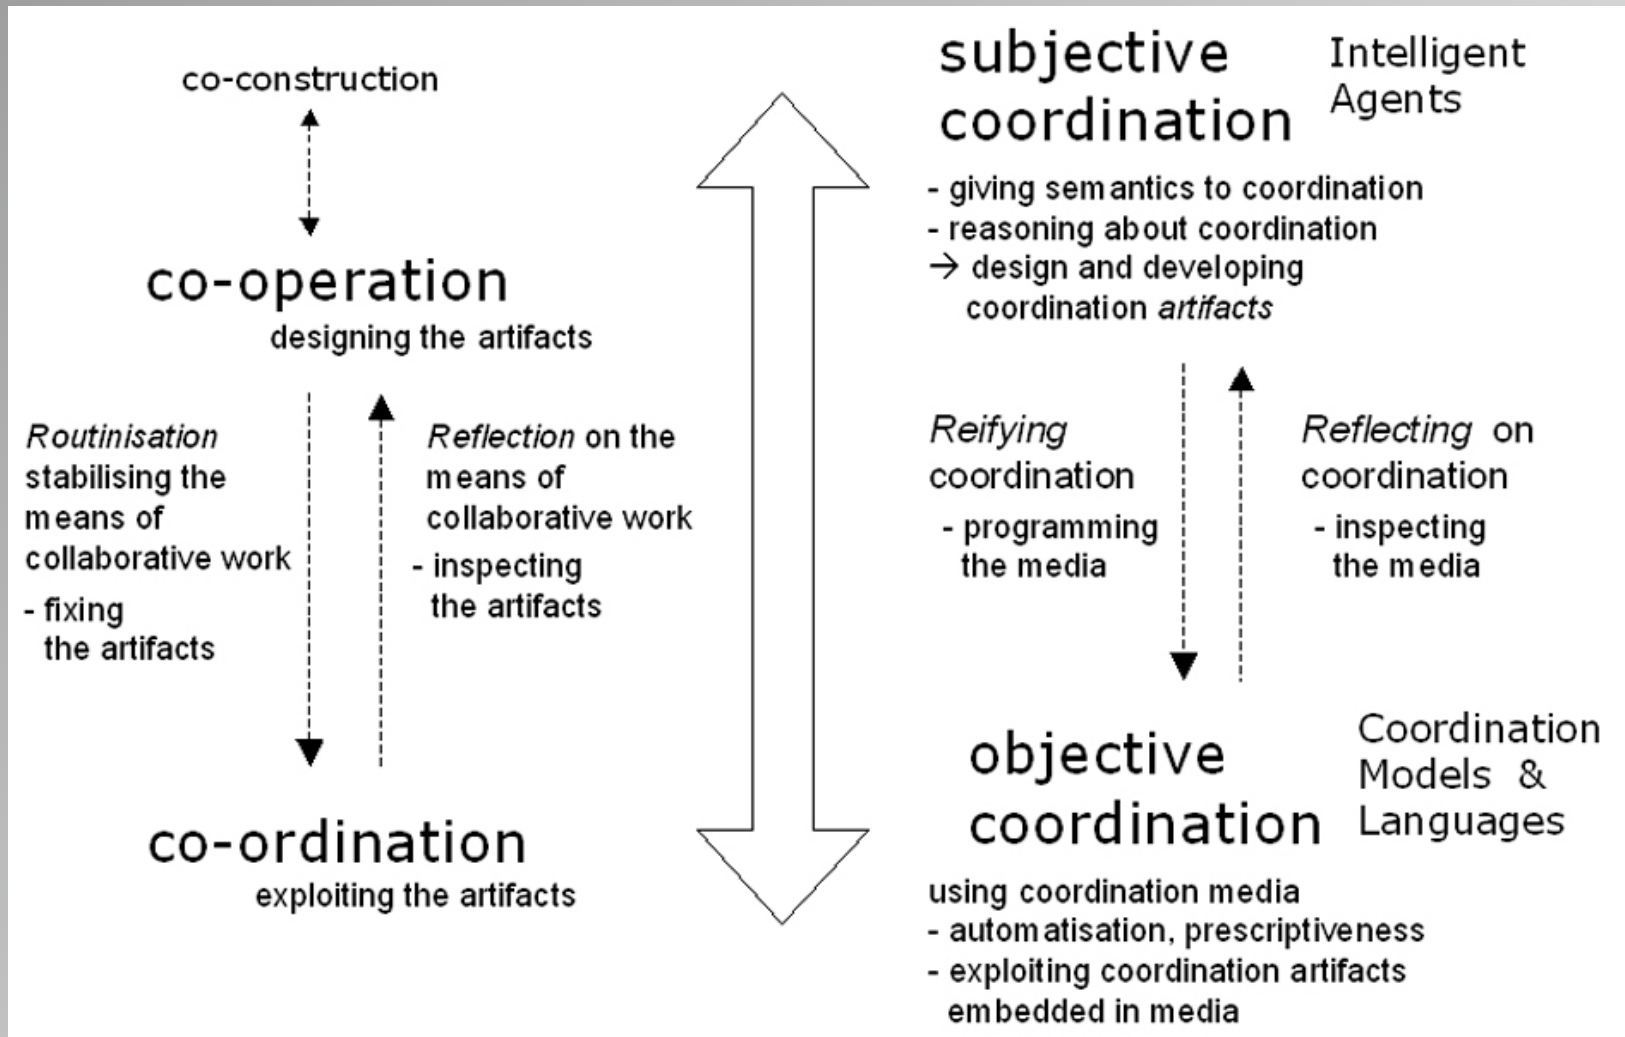 co-construction
co-operation
designing the artifacts
Routinisation
stabilising the
means of
collaborative work
- fixing
the artifacts
Reflection on the
means of
collaborative work
- inspecting
the artifacts
co-ordination
exploiting the artifacts
subjective
coordination
Intelligent
Agents
- giving semantics to coordination
- reasoning about coordination
→ design and developing
coordination artifacts
Reifying
coordination
- programming
the media
Reflecting on
coordination
- inspecting
the media
objective
coordination
Coordination
Models &
Languages
using coordination media
- automatisation, prescriptiveness
- exploiting coordination artifacts
embedded in media